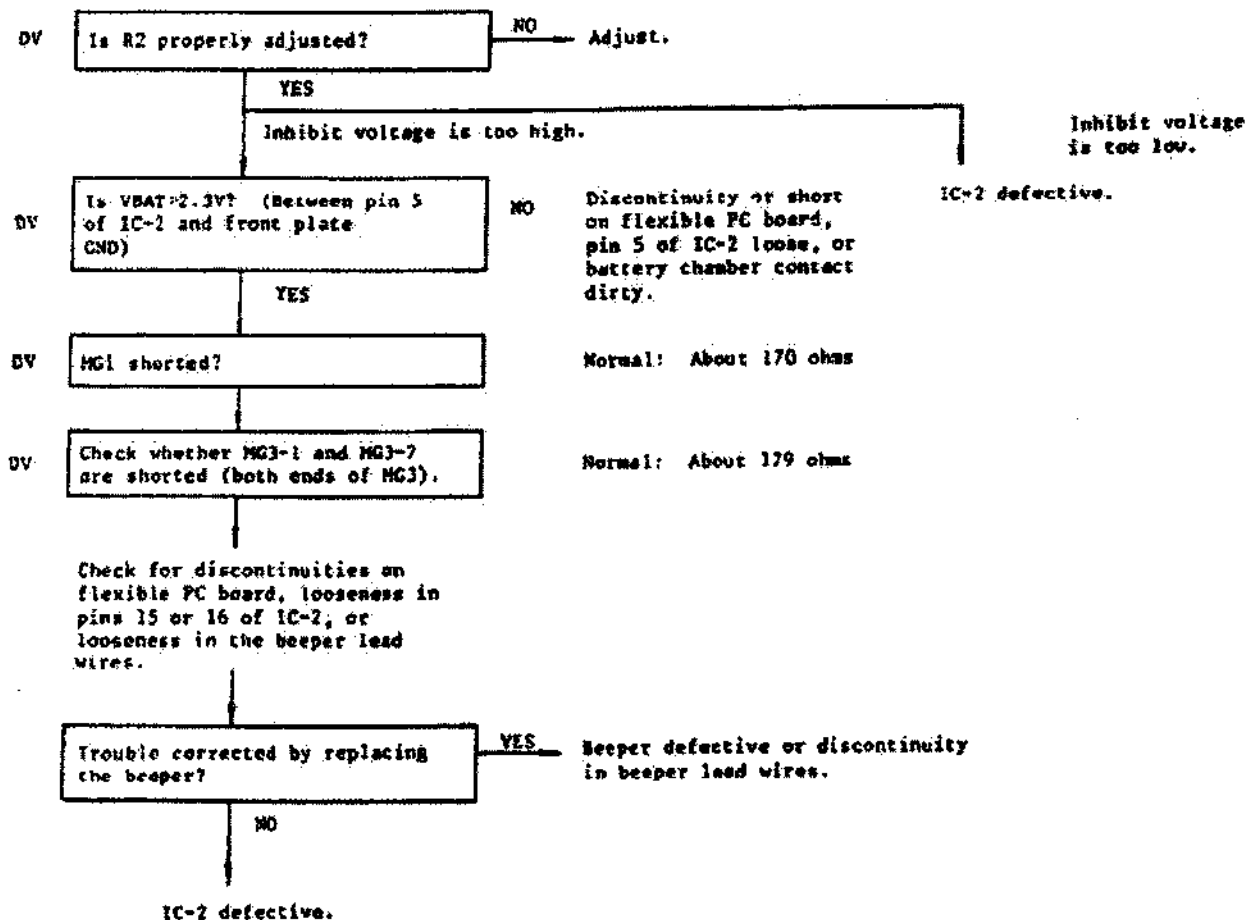 DV
Is R2 properly adjusted?
NO
Adjust.
YES
Inhibit voltage is too high.
Inhibit voltage
is too low.
IC-2 defective.
DV
Is VBAT=2.3V? (Between pin 5
of IC-2 and front plate
GND)
NO
Discontinuity or short
on flexible PC board,
pin 5 of IC-2 loose, or
battery chamber contact
dirty.
YES
DV
MG1 shorted?
Normal: About 170 ohms
DV
Check whether MG3-1 and MG3-2
are shorted (both ends of MG3).
Normal: About 179 ohms
Check for discontinuities on
flexible PC board, looseness in
pins 15 or 16 of IC-2, or
looseness in the beeper lead
wires.
Trouble corrected by replacing
the beeper?
YES
Beeper defective or discontinuity
in beeper lead wires.
NO
IC-2 defective.